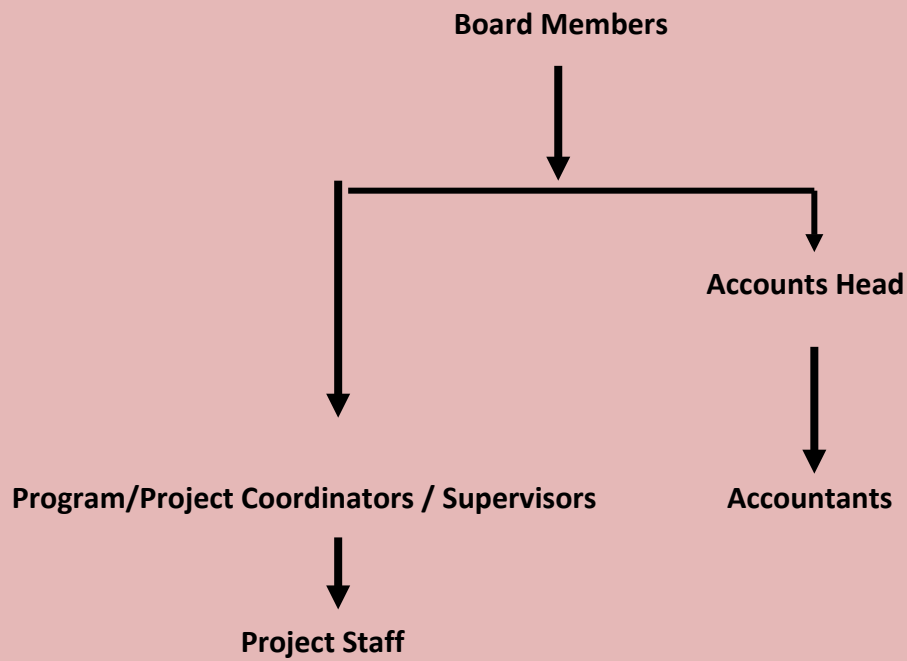 Board Members
Accounts Head
Program/Project Coordinators / Supervisors
Accountants
Project Staff